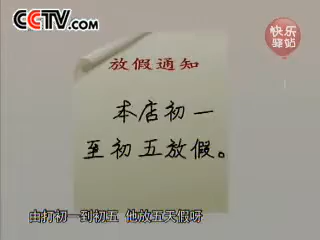 CCTV.com
快乐
驿站
放假通知
本店初一
至初五放假。
由打初一到初五 他放五天假呀